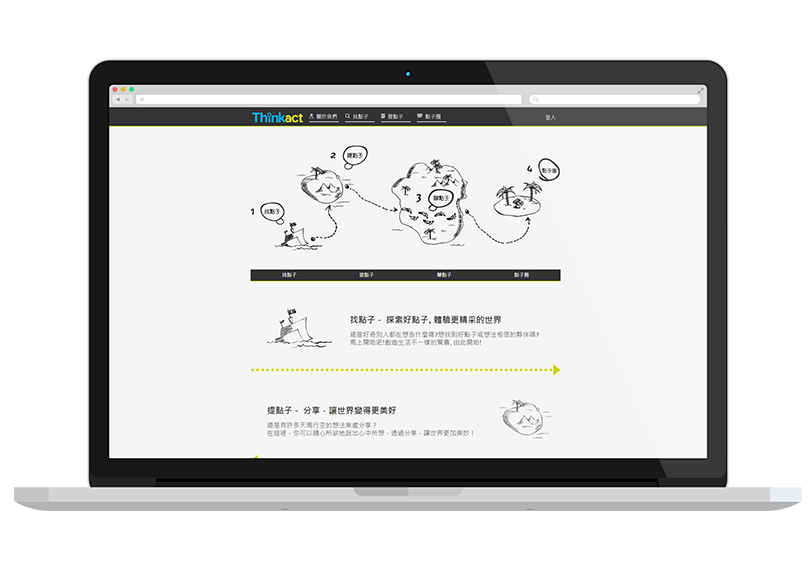 Thinkact 關於我們 找點子 提點子 點子圈 登入
1 找點子
2 提點子
3 聊點子
4 點子圈
找點子 提點子 聊點子 點子圈
找點子 - 探索好點子, 體驗更精采的世界
總是好奇別人都在想些什麼嗎?想找到好點子或想法相佀的夥伴嗎?
馬上開始吧!創造生活不一樣的驚喜, 由此開始!
提點子 - 分享，讓世界變得更美好
總是有許多天馬行空的想法無處分享？
在這裡，你可以隨心所欲地說出心中所想，透過分享，讓世界更加美妙！